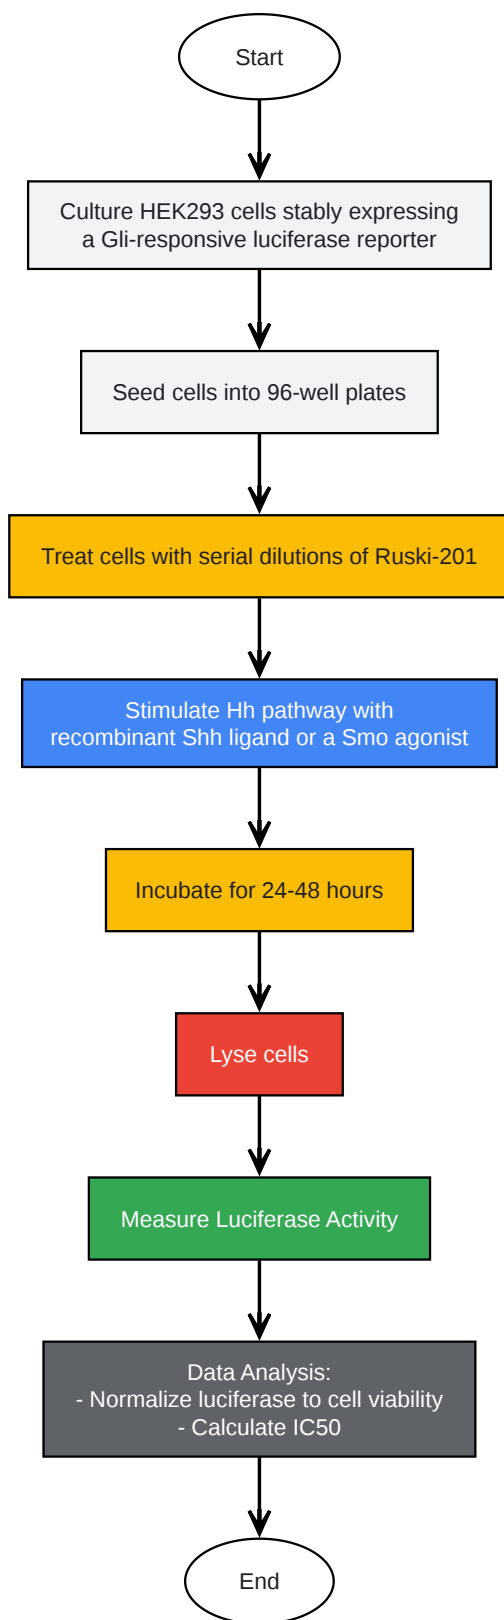 Start
Culture HEK293 cells stably expressing
a Gli-responsive luciferase reporter
Seed cells into 96-well plates
Treat cells with serial dilutions of Ruski-201
Stimulate Hh pathway with
recombinant Shh ligand or a Smo agonist
Incubate for 24-48 hours
Lyse cells
Measure Luciferase Activity
Data Analysis:
- Normalize luciferase to cell viability
- Calculate IC50
End